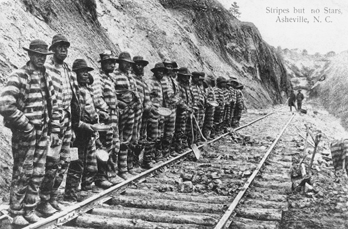 Stripes but no Stars,
Asheville, N. C.